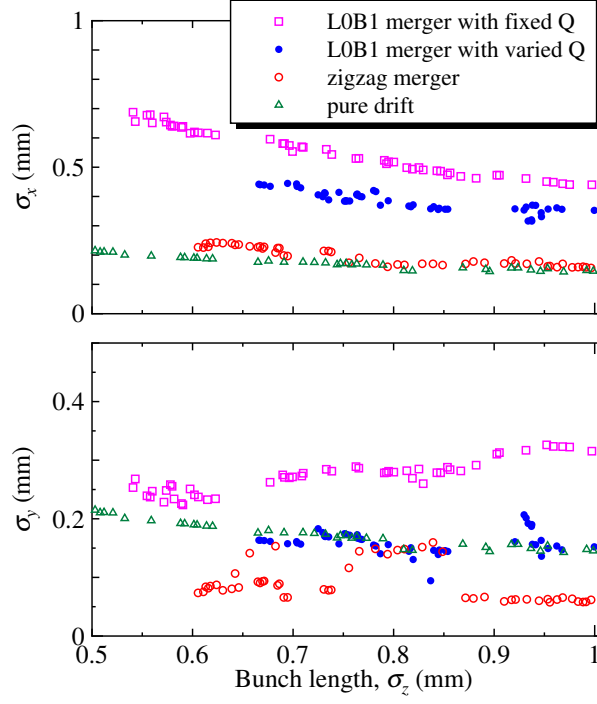 L0B1 merger with fixed Q
L0B1 merger with varied Q
zigzag merger
pure drift
1
0.5
0
σx (mm)
0.4
0.2
0
σy (mm)
0.5 0.6 0.7 0.8 0.9 1
Bunch length, σz (mm)